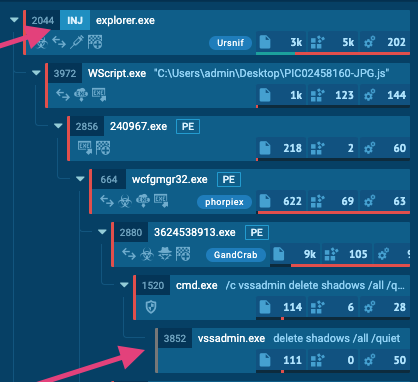 2044 INJ explorer.exe
Ursnif 3k 5k 202
3972 WScript.exe "C:\Users\admin\Desktop\PIC02458160-JPG.js"
1k 123 144
2856 240967.exe PE
218 2 60
664 wcfgmgr32.exe PE
phorpiex 622 69 63
2880 3624538913.exe PE
GandCrab 9k 105 9
1520 cmd.exe /c vssadmin delete shadows /all /q...
114 6 28
3852 vssadmin.exe delete shadows /all /quiet
111 0 50